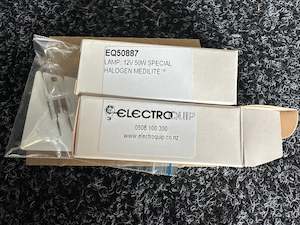 EQ50887
LAMP: 12V 50W SPECIAL
HALOGEN MEDILITE
ELECTROQUIP
0508 100 300
www.electroquip.co.nz